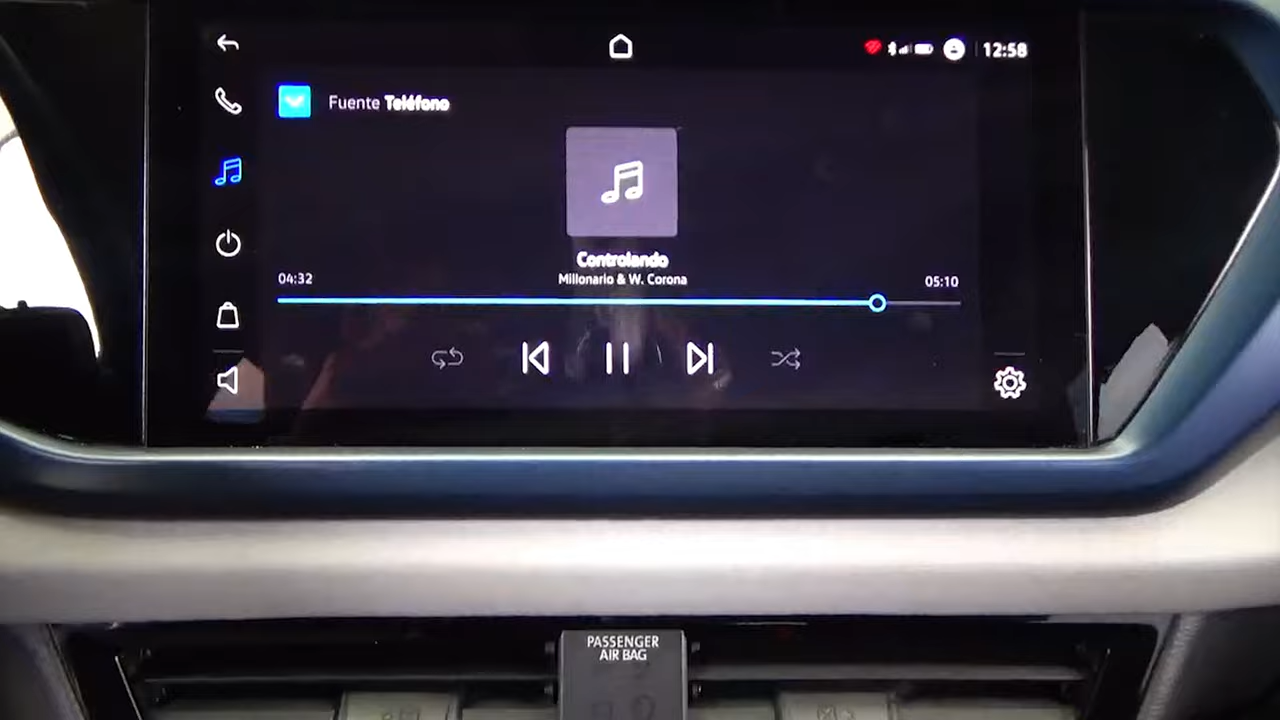 12:58
Fuente Teléfono
Controlando
Millonario & W. Corona
04:32
05:10
PASSENGER
AIR BAG